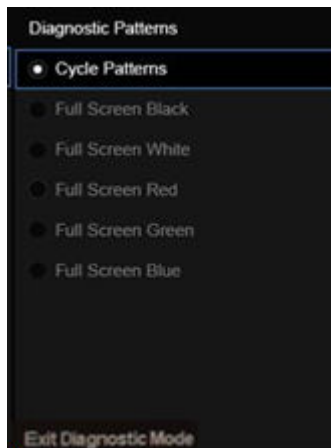 Diagnostic Patterns
Cycle Patterns
Full Screen Black
Full Screen White
Full Screen Red
Full Screen Green
Full Screen Blue
Exit Diagnostic Mode